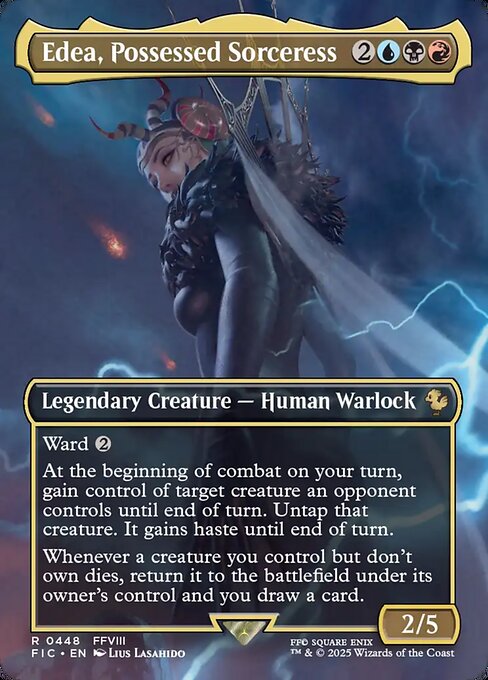 Edea, Possessed Sorceress 2
Legendary Creature — Human Warlock
Ward 2
At the beginning of combat on your turn,
gain control of target creature an opponent
controls until end of turn. Untap that
creature. It gains haste until end of turn.
Whenever a creature you control but don't
own dies, return it to the battlefield under its
owner's control and you draw a card.
2/5
R 0448 FFVIII
FIC • EN Lius Lasahido
FF© SQUARE ENIX
™ & © 2025 Wizards of the Coast